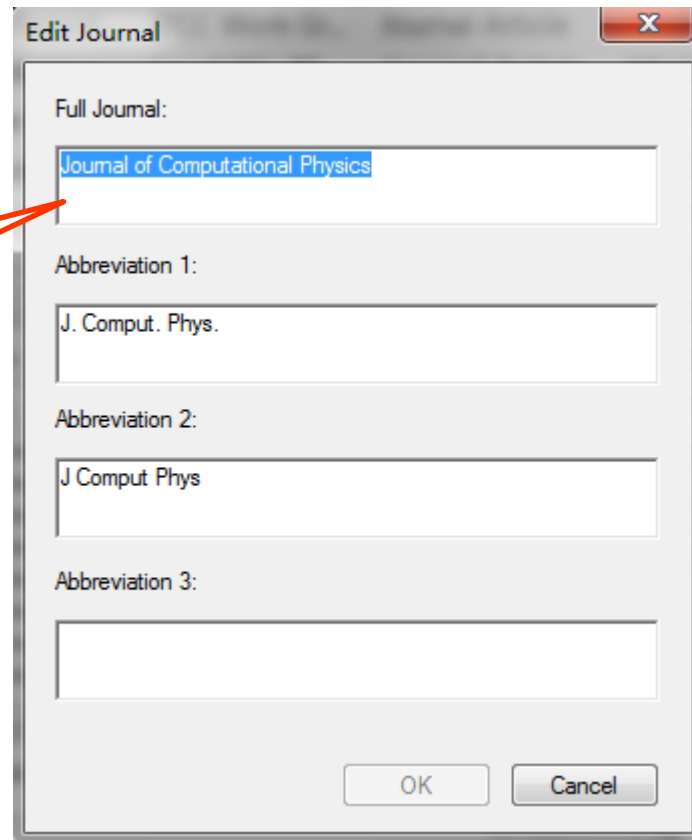 Edit Journal
Full Journal:
Journal of Computational Physics
Abbreviation 1:
J. Comput. Phys.
Abbreviation 2:
J Comput Phys
Abbreviation 3:
OK
Cancel